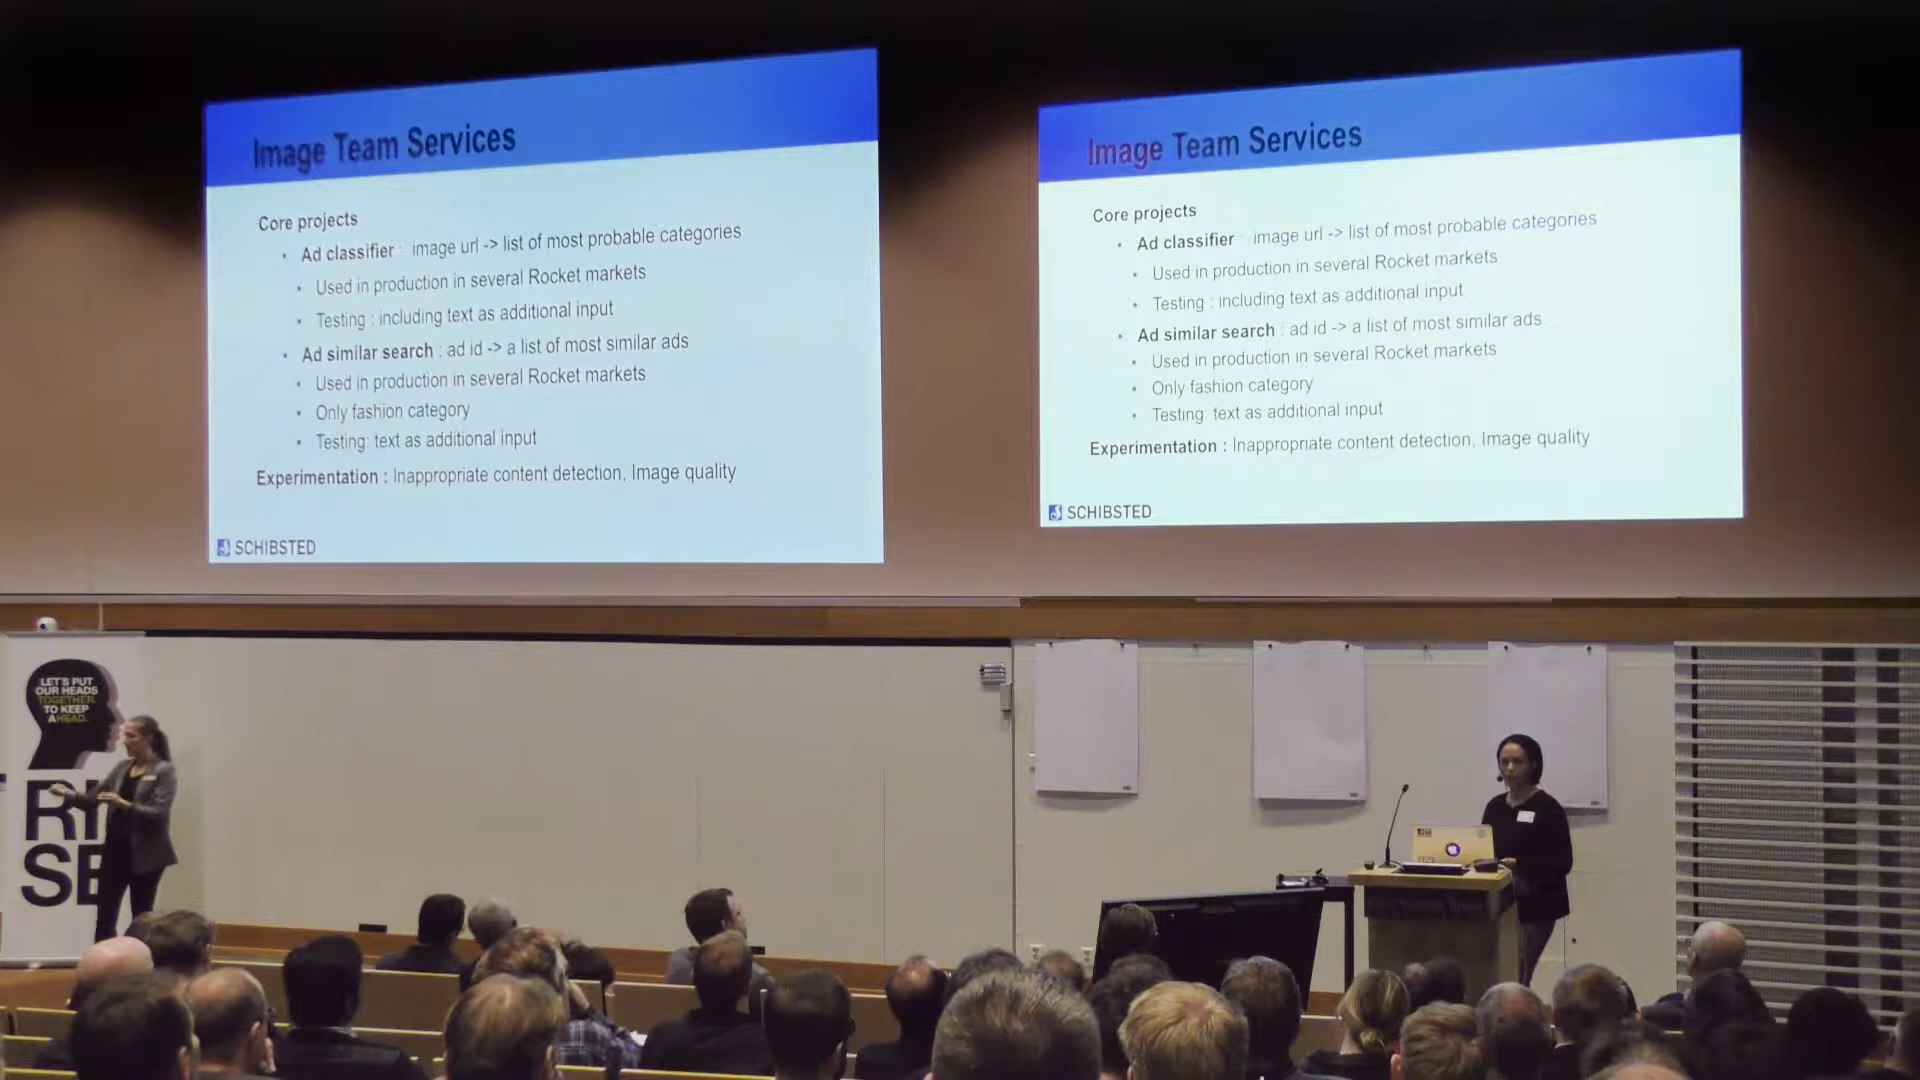 Image Team Services
Core projects
• Ad classifier : image url -> list of most probable categories
• Used in production in several Rocket markets
• Testing : including text as additional input
• Ad similar search : ad id -> a list of most similar ads
• Used in production in several Rocket markets
• Only fashion category
• Testing: text as additional input
Experimentation : Inappropriate content detection, Image quality
SCHIBSTED
Image Team Services
Core projects
• Ad classifier : image url -> list of most probable categories
• Used in production in several Rocket markets
• Testing : including text as additional input
• Ad similar search : ad id -> a list of most similar ads
• Used in production in several Rocket markets
• Only fashion category
• Testing: text as additional input
Experimentation : Inappropriate content detection, Image quality
SCHIBSTED
LET'S PUT
OUR HEADS
TOGETHER
TO KEEP
AHEAD.
RI
SE